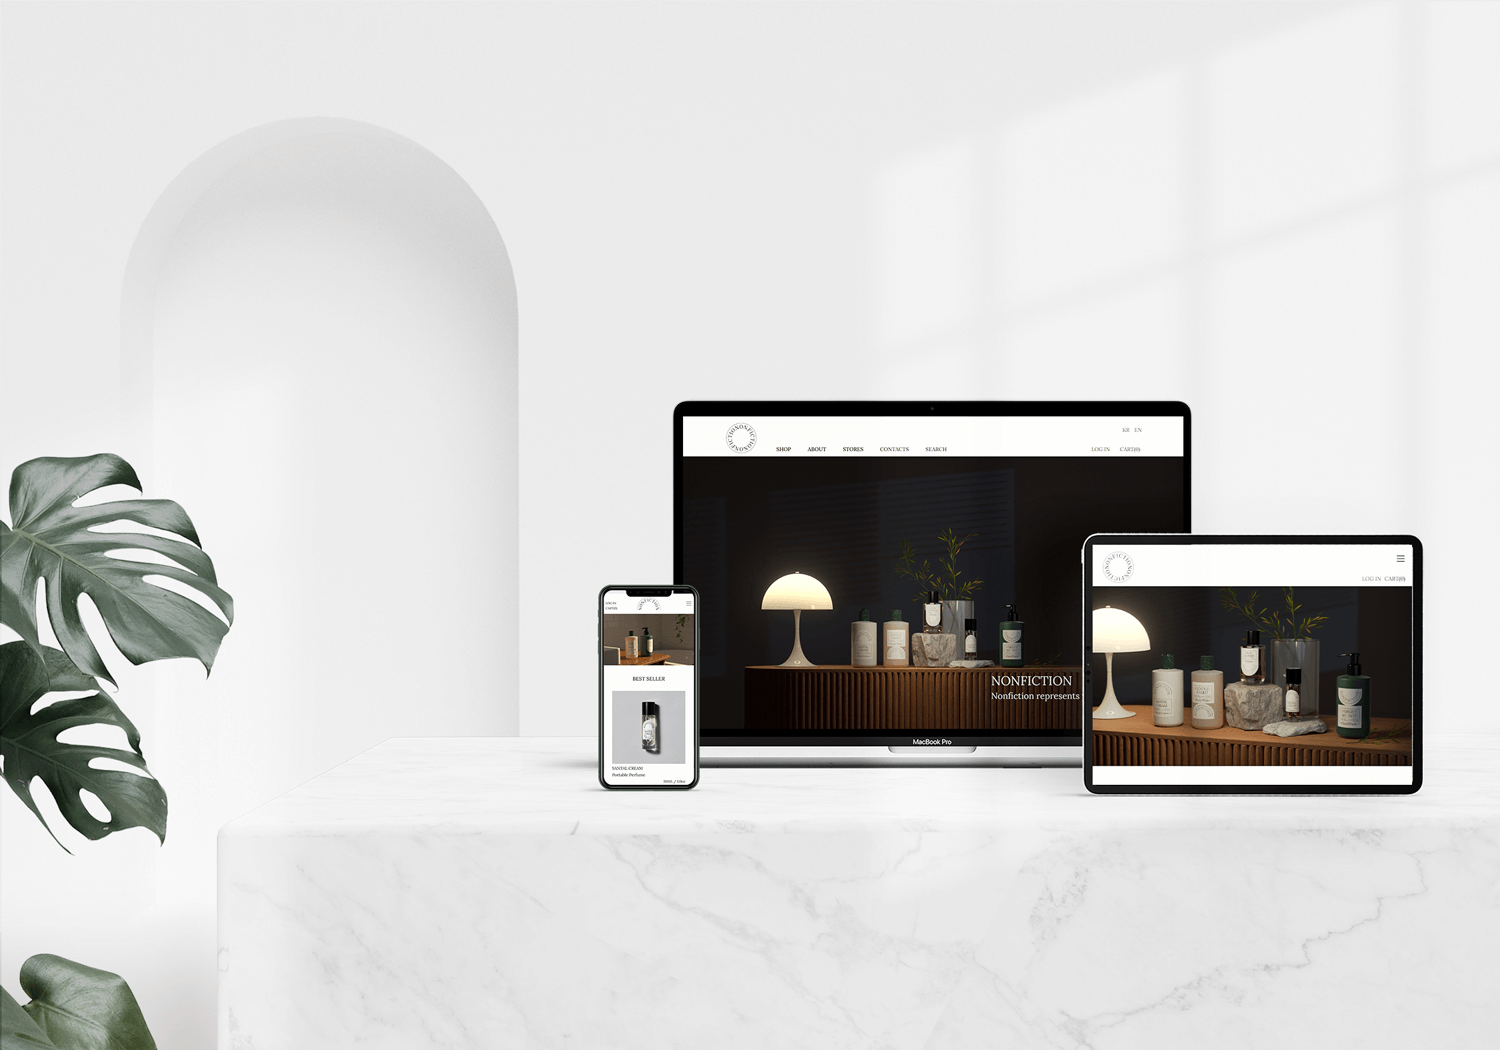 KR EN
SHOP ABOUT STORES CONTACTS SEARCH LOG IN CART(0)
NONFICTION
Nonfiction represents
MacBook Pro
NONFICTION
LOG IN CART(0)
NONFICTION
LOG IN
CART(0)
BEST SELLER
SANTAL CREAM
Portable Perfume